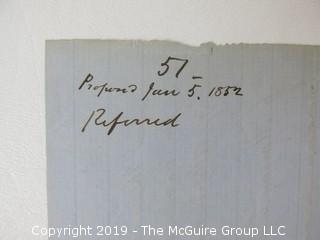 51
Proposed Jan 5. 1852
Referred
Copyright 2019 - The McGuire Group, LLC